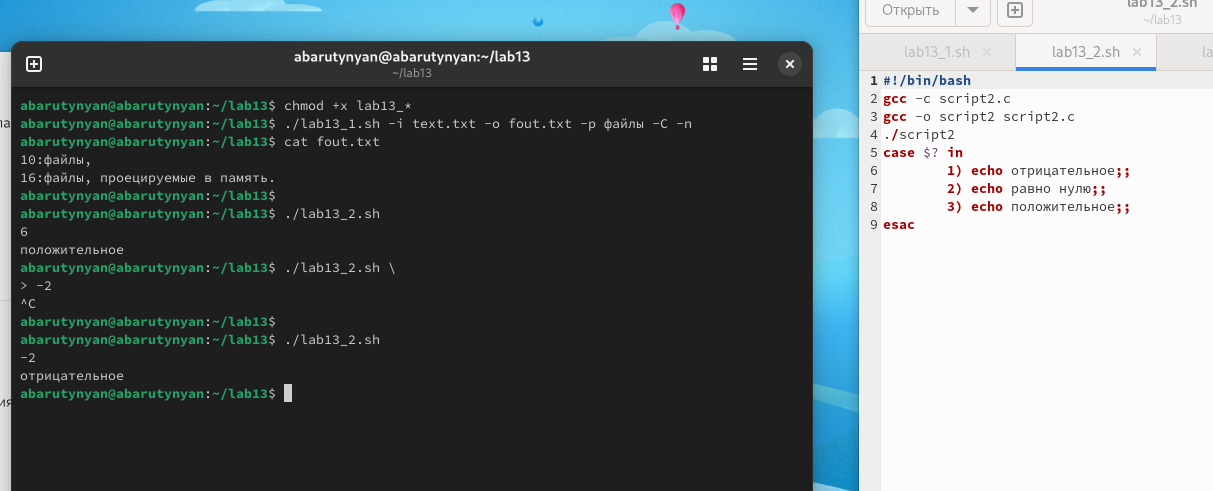 abarutynyan@abarutynyan:~/lab13
~/lab13
abarutynyan@abarutynyan:~/lab13$ chmod +x lab13_*
abarutynyan@abarutynyan:~/lab13$ ./lab13_1.sh -i text.txt -o fout.txt -p файлы -C -n
abarutynyan@abarutynyan:~/lab13$ cat fout.txt
10:файлы,
16:файлы, проецируемые в память.
abarutynyan@abarutynyan:~/lab13$
abarutynyan@abarutynyan:~/lab13$ ./lab13_2.sh
6
положительное
abarutynyan@abarutynyan:~/lab13$ ./lab13_2.sh \
> -2
^C
abarutynyan@abarutynyan:~/lab13$
abarutynyan@abarutynyan:~/lab13$ ./lab13_2.sh
-2
отрицательное
abarutynyan@abarutynyan:~/lab13$
Открыть
lab13_2.sh
~/lab13
lab13_1.sh
lab13_2.sh
1 #!/bin/bash
2 gcc -c script2.c
3 gcc -o script2 script2.c
4 ./script2
5 case $? in
6 1) echo отрицательное;;
7 2) echo равно нулю;;
8 3) echo положительное;;
9 esac